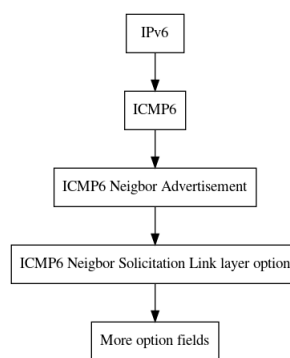 IPv6
ICMP6
ICMP6 Neigbor Advertisement
ICMP6 Neigbor Solicitation Link layer option
More option fields